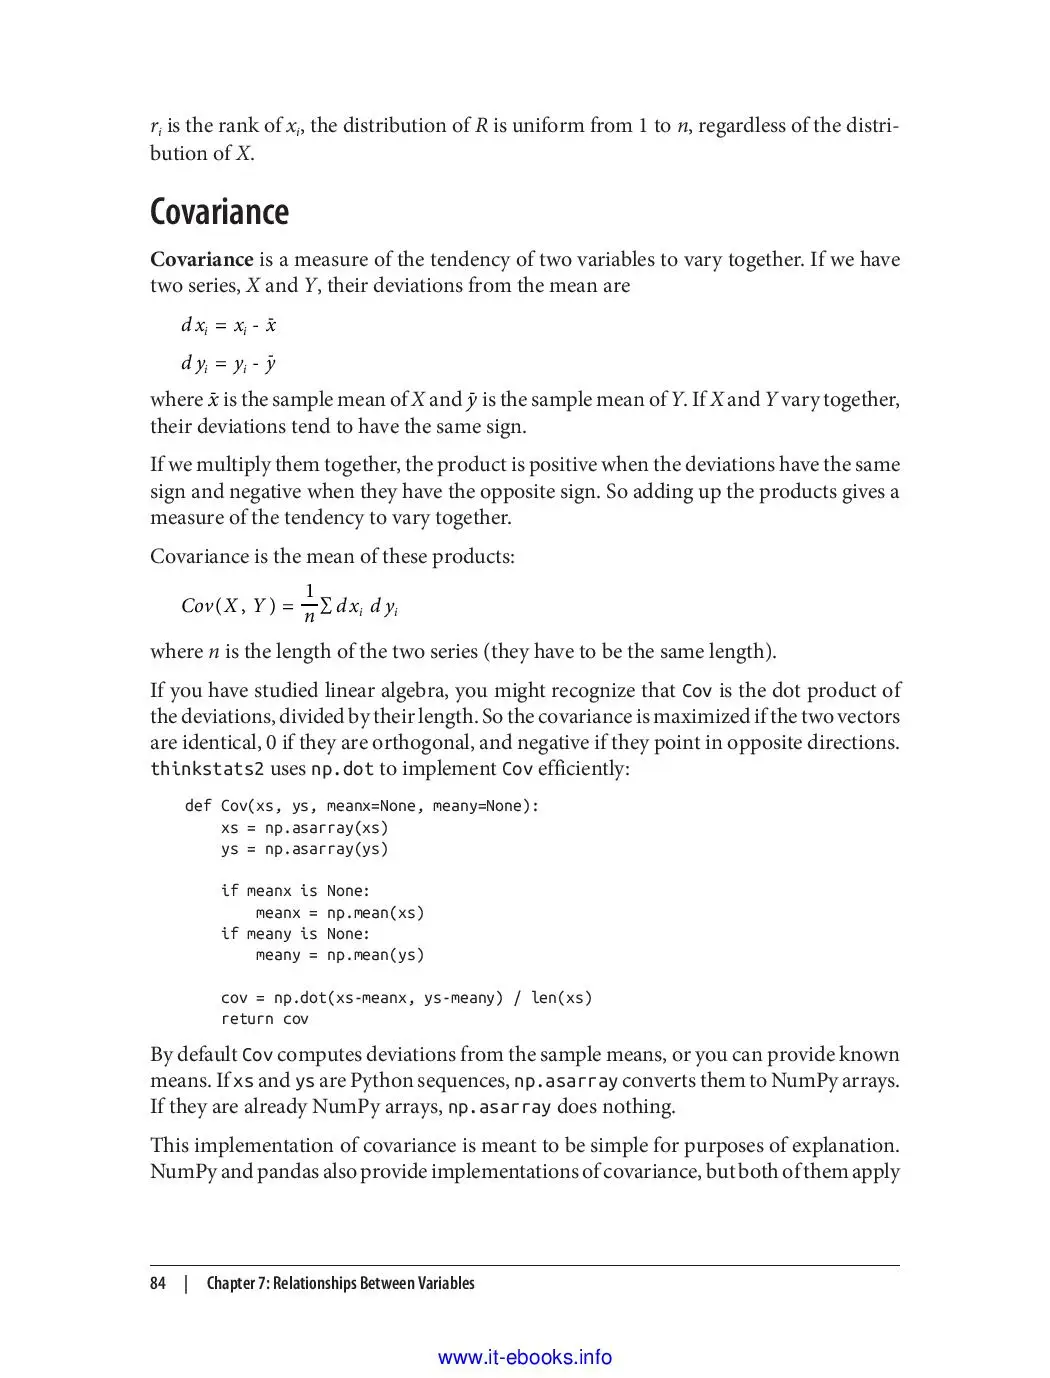 ri is the rank of xi, the distribution of R is uniform from 1 to n, regardless of the distri-
bution of X.
Covariance
Covariance is a measure of the tendency of two variables to vary together. If we have
two series, X and Y, their deviations from the mean are
d xi = xi - x̄
d yi = yi - ȳ
where x̄ is the sample mean of X and ȳ is the sample mean of Y. If X and Y vary together,
their deviations tend to have the same sign.
If we multiply them together, the product is positive when the deviations have the same
sign and negative when they have the opposite sign. So adding up the products gives a
measure of the tendency to vary together.
Covariance is the mean of these products:
Cov(X, Y) = 1/n ∑ d xi d yi
where n is the length of the two series (they have to be the same length).
If you have studied linear algebra, you might recognize that Cov is the dot product of
the deviations, divided by their length. So the covariance is maximized if the two vectors
are identical, 0 if they are orthogonal, and negative if they point in opposite directions.
thinkstats2 uses np.dot to implement Cov efficiently:
def Cov(xs, ys, meanx=None, meany=None):
    xs = np.asarray(xs)
    ys = np.asarray(ys)
    if meanx is None:
        meanx = np.mean(xs)
    if meany is None:
        meany = np.mean(ys)
    cov = np.dot(xs-meanx, ys-meany) / len(xs)
    return cov
By default Cov computes deviations from the sample means, or you can provide known
means. If xs and ys are Python sequences, np.asarray converts them to NumPy arrays.
If they are already NumPy arrays, np.asarray does nothing.
This implementation of covariance is meant to be simple for purposes of explanation.
NumPy and pandas also provide implementations of covariance, but both of them apply
84 | Chapter 7: Relationships Between Variables
www.it-ebooks.info